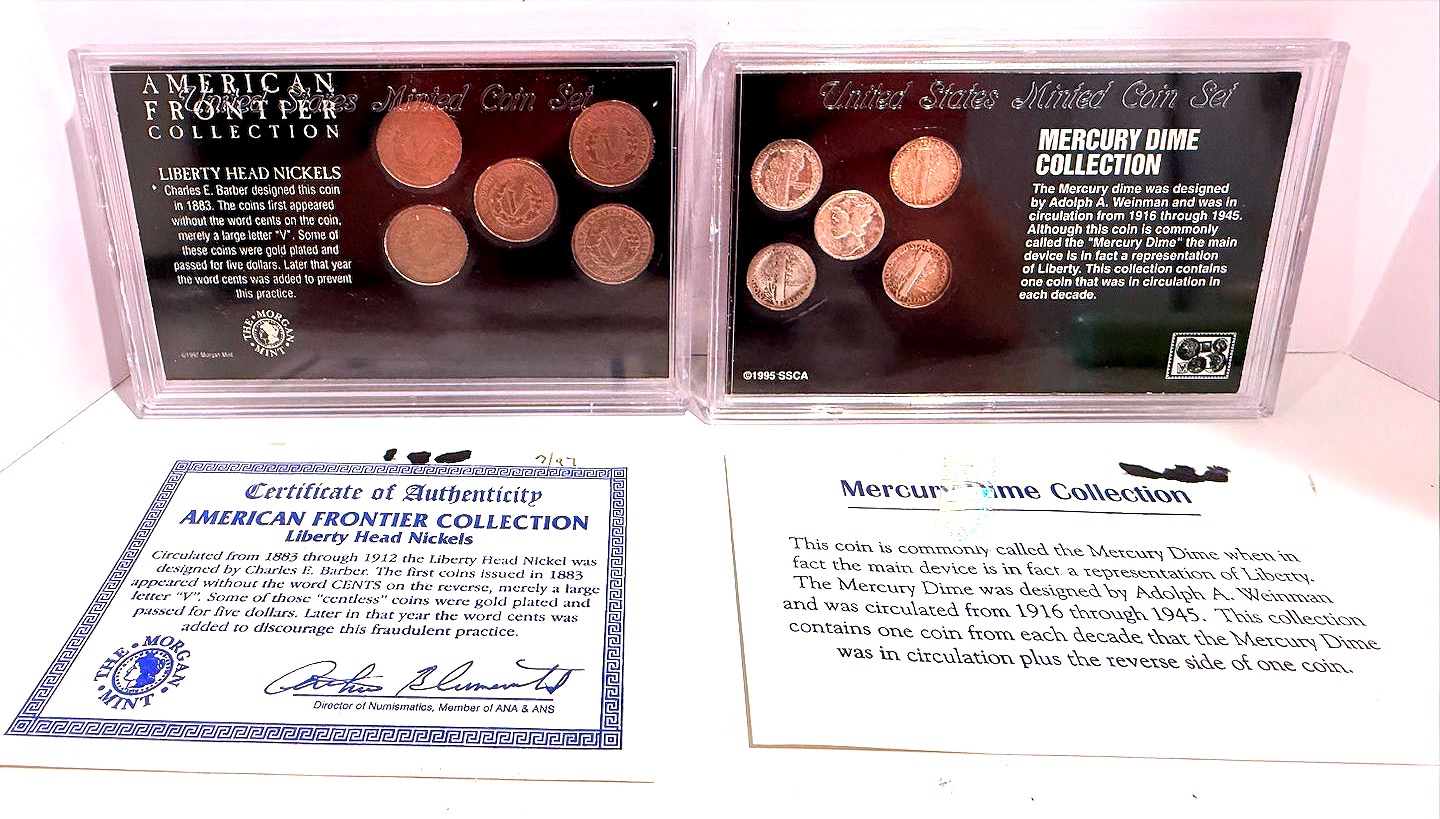 United States Minted Coin Set
AMERICAN
FRONTIER
COLLECTION
LIBERTY HEAD NICKELS
Charles E. Barber designed this coin
in 1883. The coins first appeared
without the word cents on the coin,
merely a large letter "V". Some of
these coins were gold plated and
passed for five dollars. Later that year
the word cents was added to prevent
this practice.
THE • MORGAN • MINT
©1997 Morgan Mint
United States Minted Coin Set
MERCURY DIME
COLLECTION
The Mercury dime was designed
by Adolph A. Weinman and was in
circulation from 1916 through 1945.
Although this coin is commonly
called the "Mercury Dime" the main
device is in fact a representation
of Liberty. This collection contains
one coin that was in circulation in
each decade.
©1995 SSCA
7/97
Certificate of Authenticity
AMERICAN FRONTIER COLLECTION
Liberty Head Nickels
Circulated from 1883 through 1912 the Liberty Head Nickel was
designed by Charles E. Barber. The first coins issued in 1883
appeared without the word CENTS on the reverse, merely a large
letter "V". Some of those "centless" coins were gold plated and
passed for five dollars. Later in that year the word cents was
added to discourage this fraudulent practice.
THE • MORGAN • MINT
Director of Numismatics, Member of ANA & ANS
Mercury Dime Collection
This coin is commonly called the Mercury Dime when in
fact the main device is in fact a representation of Liberty.
The Mercury Dime was designed by Adolph A. Weinman
and was circulated from 1916 through 1945. This collection
contains one coin from each decade that the Mercury Dime
was in circulation plus the reverse side of one coin.